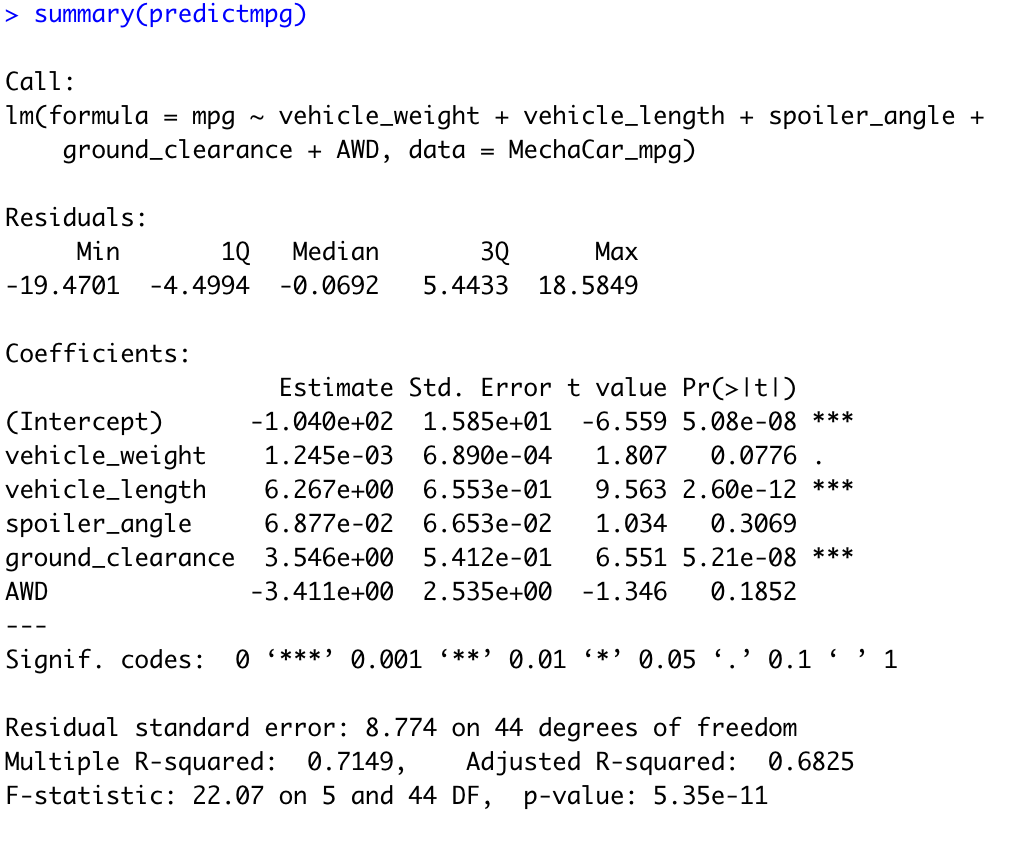 > summary(predictmpg)
Call:
lm(formula = mpg ~ vehicle_weight + vehicle_length + spoiler_angle +
    ground_clearance + AWD, data = MechaCar_mpg)
Residuals:
     Min       1Q   Median       3Q      Max
-19.4701  -4.4994  -0.0692   5.4433  18.5849
Coefficients:
                   Estimate Std. Error t value Pr(>|t|)
(Intercept)      -1.040e+02  1.585e+01  -6.559 5.08e-08 ***
vehicle_weight    1.245e-03  6.890e-04   1.807   0.0776 .
vehicle_length    6.267e+00  6.553e-01   9.563 2.60e-12 ***
spoiler_angle     6.877e-02  6.653e-02   1.034   0.3069
ground_clearance  3.546e+00  5.412e-01   6.551 5.21e-08 ***
AWD              -3.411e+00  2.535e+00  -1.346   0.1852
---
Signif. codes:  0 ‘***’ 0.001 ‘**’ 0.01 ‘*’ 0.05 ‘.’ 0.1 ‘ ’ 1
Residual standard error: 8.774 on 44 degrees of freedom
Multiple R-squared:  0.7149,    Adjusted R-squared:  0.6825
F-statistic: 22.07 on 5 and 44 DF,  p-value: 5.35e-11